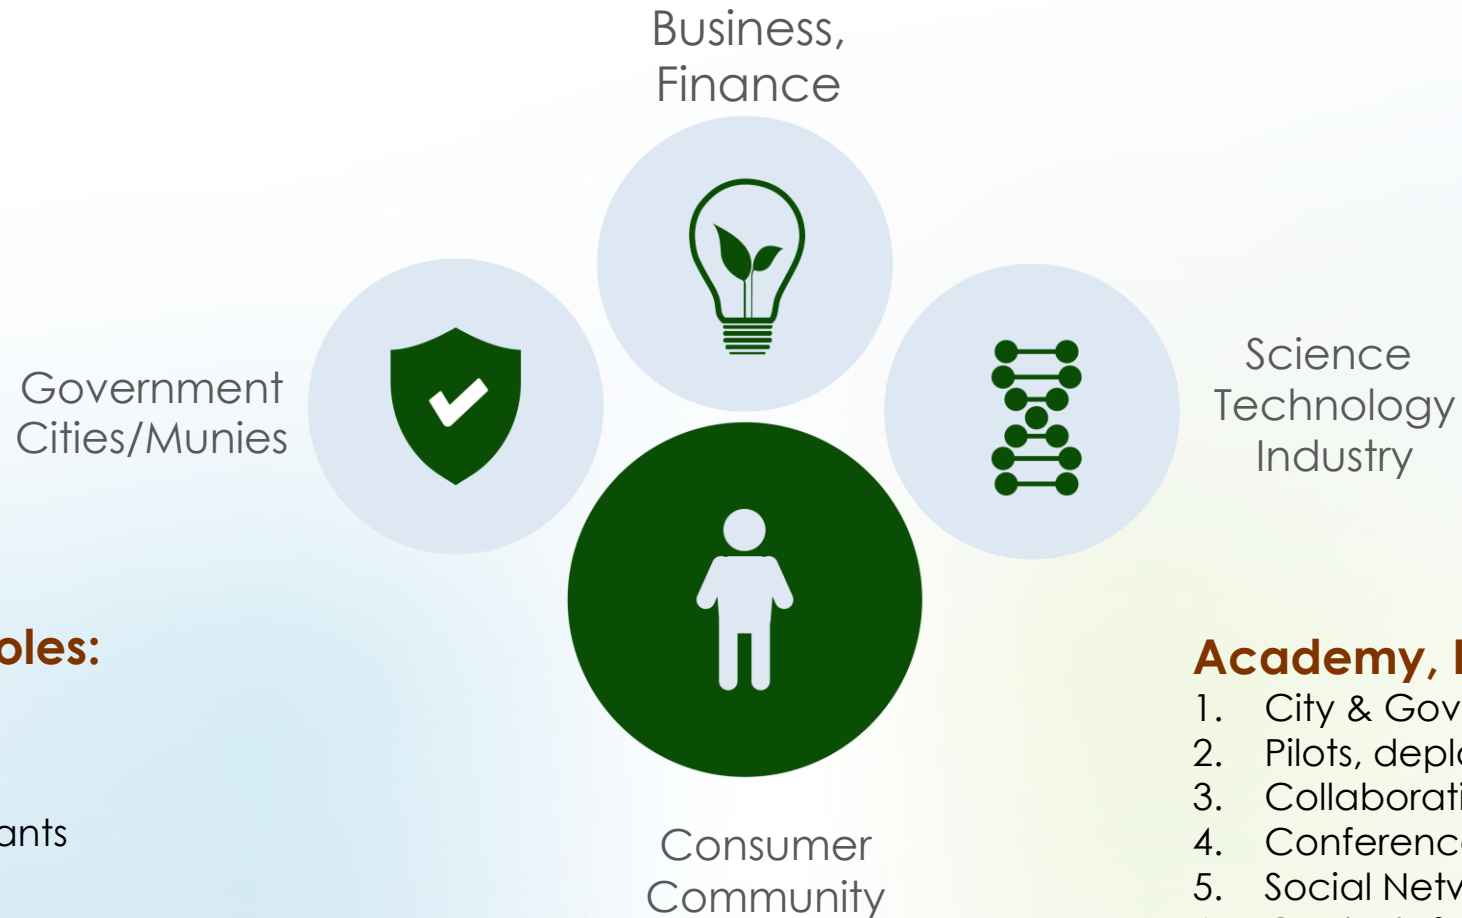 Business,
Finance
Government
Cities/Munies
Science
Technology
Industry
oles:
ants
Consumer
Community
Academy,
1. City & Gov
2. Pilots, deplo
3. Collaborati
4. Conference
5. Social Netw